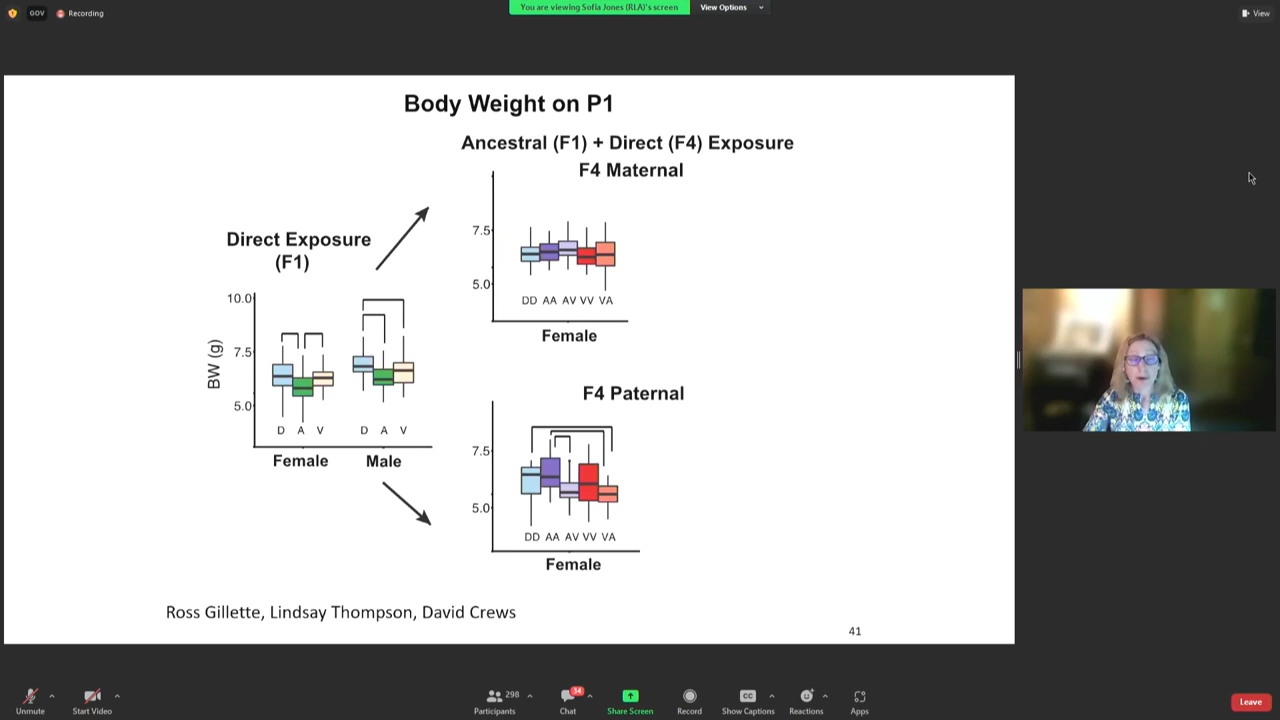 GOV
Recording
You are viewing Sofia Jones (RLA)'s screen
View Options
View
Body Weight on P1
Ancestral (F1) + Direct (F4) Exposure
F4 Maternal
7.5
5.0
DD AA AV VV VA
Female
Direct Exposure
(F1)
BW (g)
10.0
7.5
5.0
D A V
D A V
Female
Male
F4 Paternal
7.5
5.0
DD AA AV VV VA
Female
Ross Gillette, Lindsay Thompson, David Crews
41
Unmute
Start Video
298
Participants
34
Chat
Share Screen
Record
CC
Show Captions
Reactions
Apps
Leave